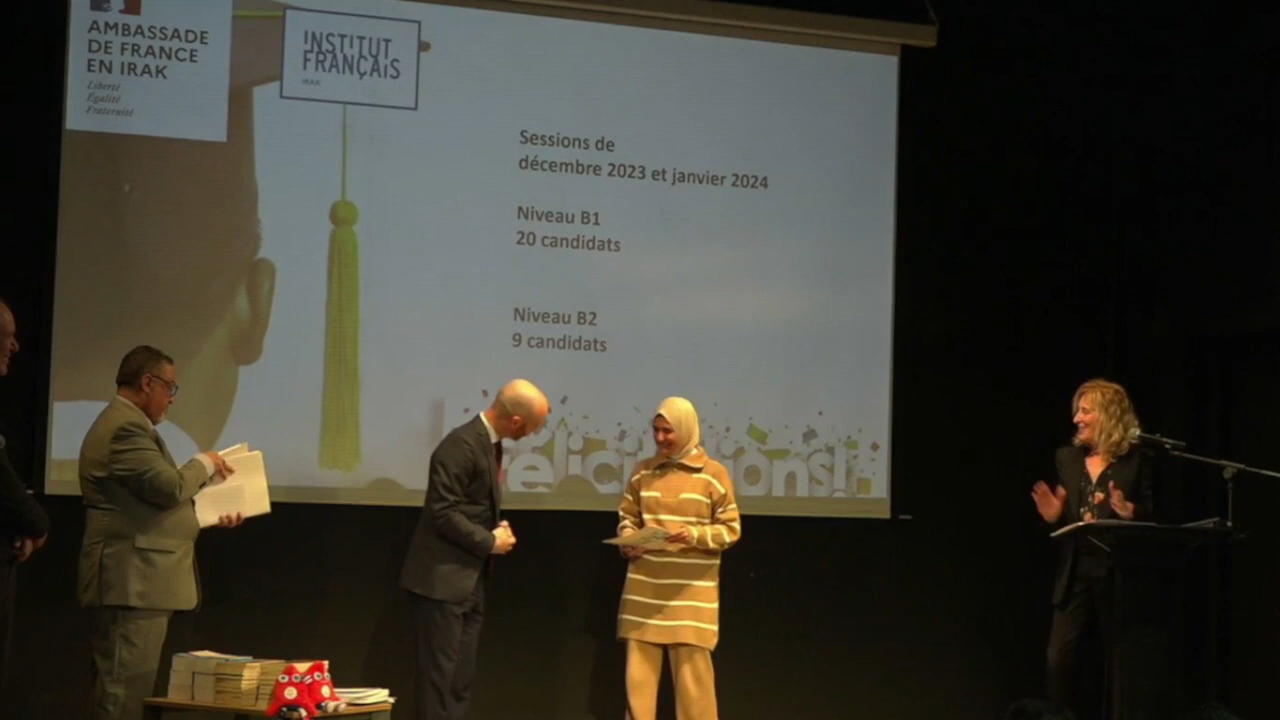 AMBASSADE
DE FRANCE
EN IRAK
Liberté
Égalité
Fraternité
INSTITUT
FRANÇAIS
IRAK
Sessions de
décembre 2023 et janvier 2024
Niveau B1
20 candidats
Niveau B2
9 candidats